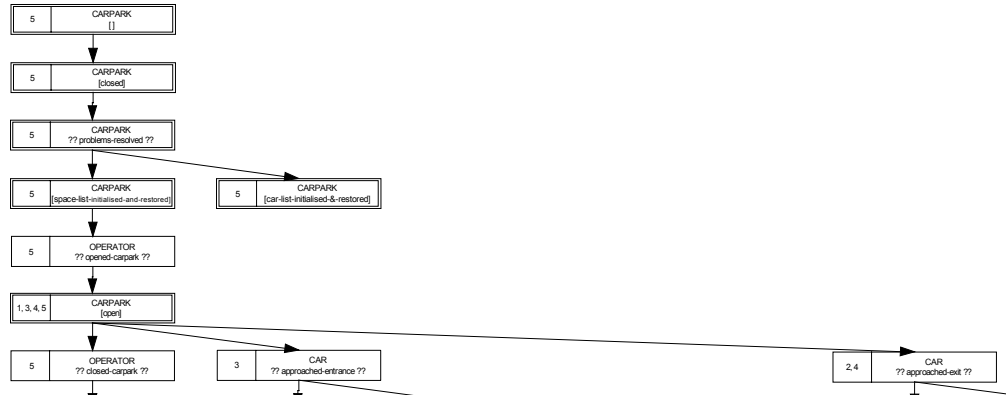 5
CARPARK
[ ]
5
CARPARK
[closed]
5
CARPARK
?? problems-resolved ??
5
CARPARK
[space-list-initialised-and-restored]
5
CARPARK
[car-list-initialised-&-restored]
5
OPERATOR
?? opened-carpark ??
1, 3, 4, 5
CARPARK
[open]
5
OPERATOR
?? closed-carpark ??
3
CAR
?? approached-entrance ??
2, 4
CAR
?? approached-exit ??